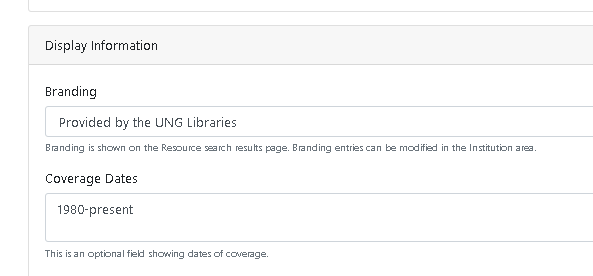 Display Information
Branding
Provided by the UNG Libraries
Branding is shown on the Resource search results page. Branding entries can be modified in the Institution area.
Coverage Dates
1980-present
This is an optional field showing dates of coverage.